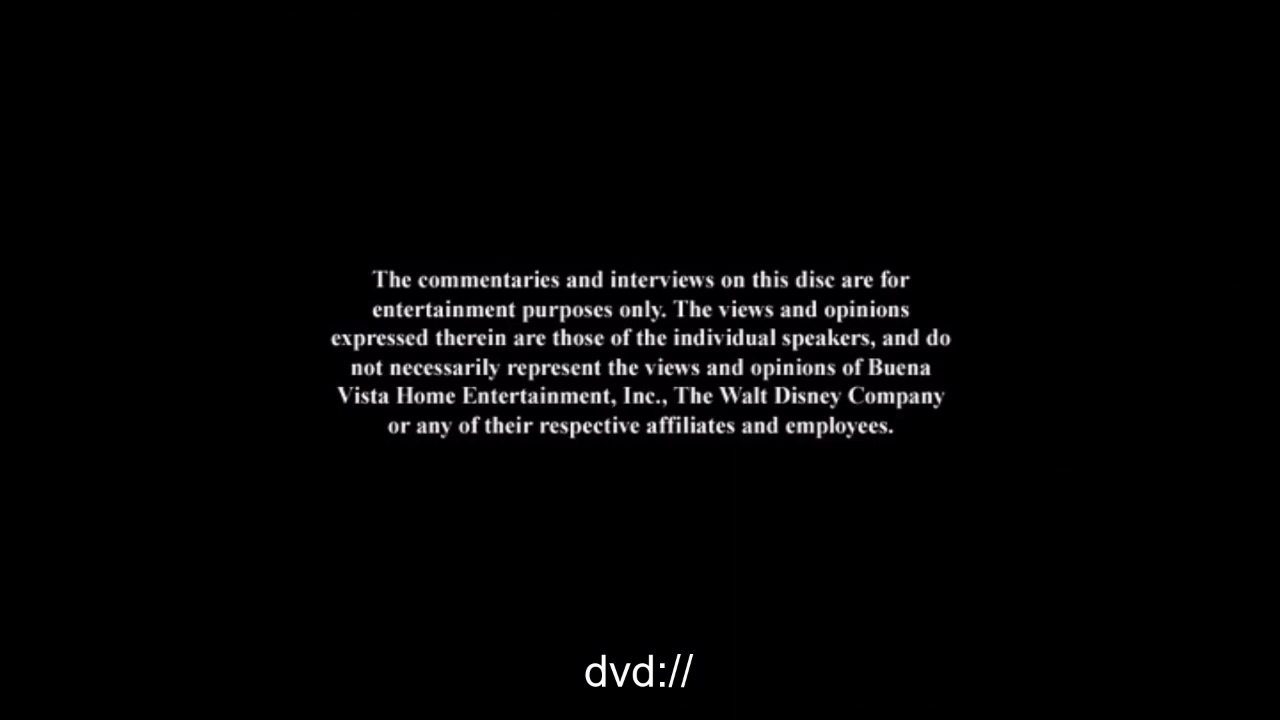 The commentaries and interviews on this disc are for
entertainment purposes only. The views and opinions
expressed therein are those of the individual speakers, and do
not necessarily represent the views and opinions of Buena
Vista Home Entertainment, Inc., The Walt Disney Company
or any of their respective affiliates and employees.
dvd://